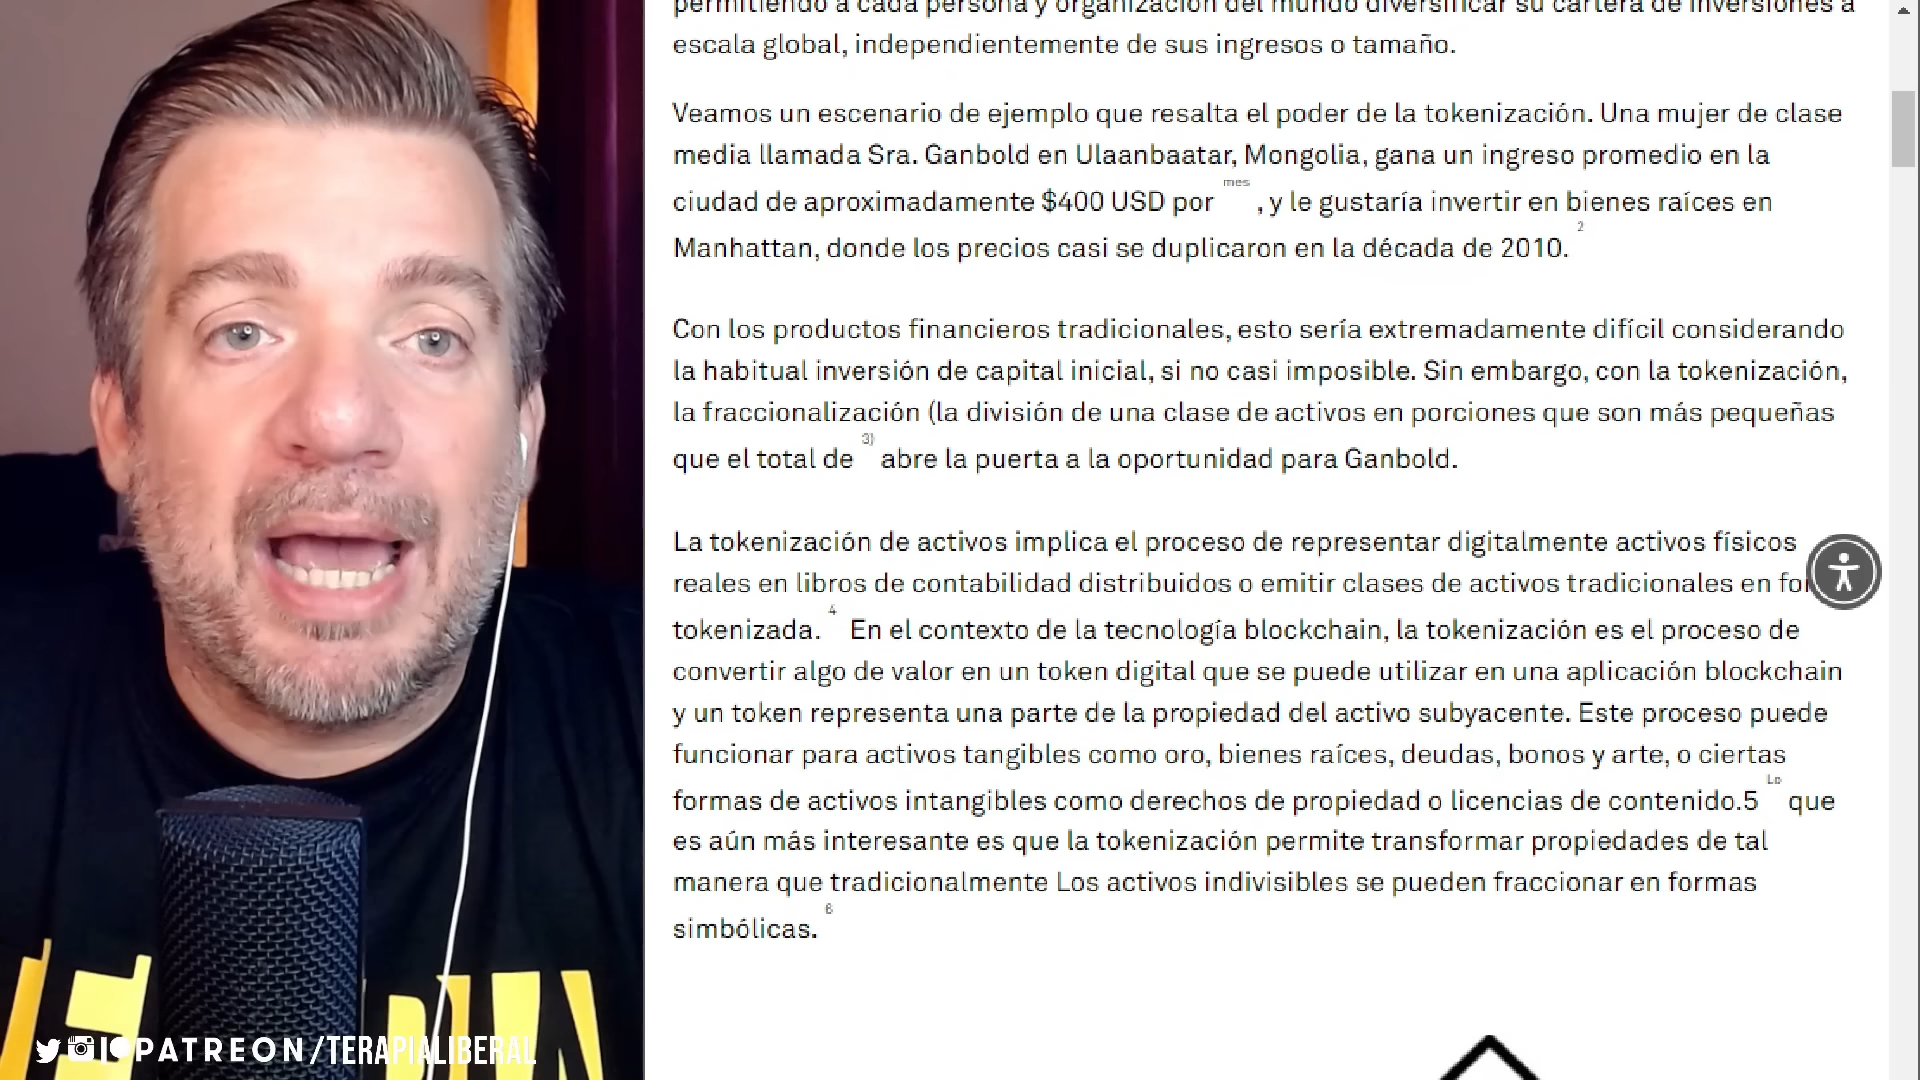 permitiendo a cada persona y organización del mundo diversificar su cartera de inversiones a
escala global, independientemente de sus ingresos o tamaño.
Veamos un escenario de ejemplo que resalta el poder de la tokenización. Una mujer de clase
media llamada Sra. Ganbold en Ulaanbaatar, Mongolia, gana un ingreso promedio en la
ciudad de aproximadamente $400 USD por mes , y le gustaría invertir en bienes raíces en
Manhattan, donde los precios casi se duplicaron en la década de 2010. 2
Con los productos financieros tradicionales, esto sería extremadamente difícil considerando
la habitual inversión de capital inicial, si no casi imposible. Sin embargo, con la tokenización,
la fraccionalización (la división de una clase de activos en porciones que son más pequeñas
que el total de 3) abre la puerta a la oportunidad para Ganbold.
La tokenización de activos implica el proceso de representar digitalmente activos físicos
reales en libros de contabilidad distribuidos o emitir clases de activos tradicionales en for
tokenizada. 4 En el contexto de la tecnología blockchain, la tokenización es el proceso de
convertir algo de valor en un token digital que se puede utilizar en una aplicación blockchain
y un token representa una parte de la propiedad del activo subyacente. Este proceso puede
funcionar para activos tangibles como oro, bienes raíces, deudas, bonos y arte, o ciertas
formas de activos intangibles como derechos de propiedad o licencias de contenido.5 Lo que
es aún más interesante es que la tokenización permite transformar propiedades de tal
manera que tradicionalmente Los activos indivisibles se pueden fraccionar en formas
simbólicas. 6
PATREON/TERAPIALIBERAL